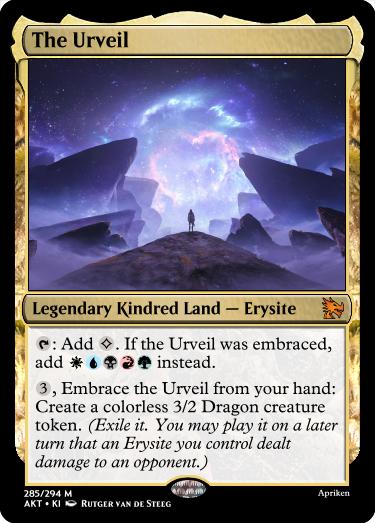 The Urveil
Legendary Kindred Land — Erysite
: Add . If the Urveil was embraced,
add instead.
3, Embrace the Urveil from your hand:
Create a colorless 3/2 Dragon creature
token. (Exile it. You may play it on a later
turn that an Erysite you control dealt
damage to an opponent.)
285/294 M
Apriken
AKT • KI Rutger van de Steeg